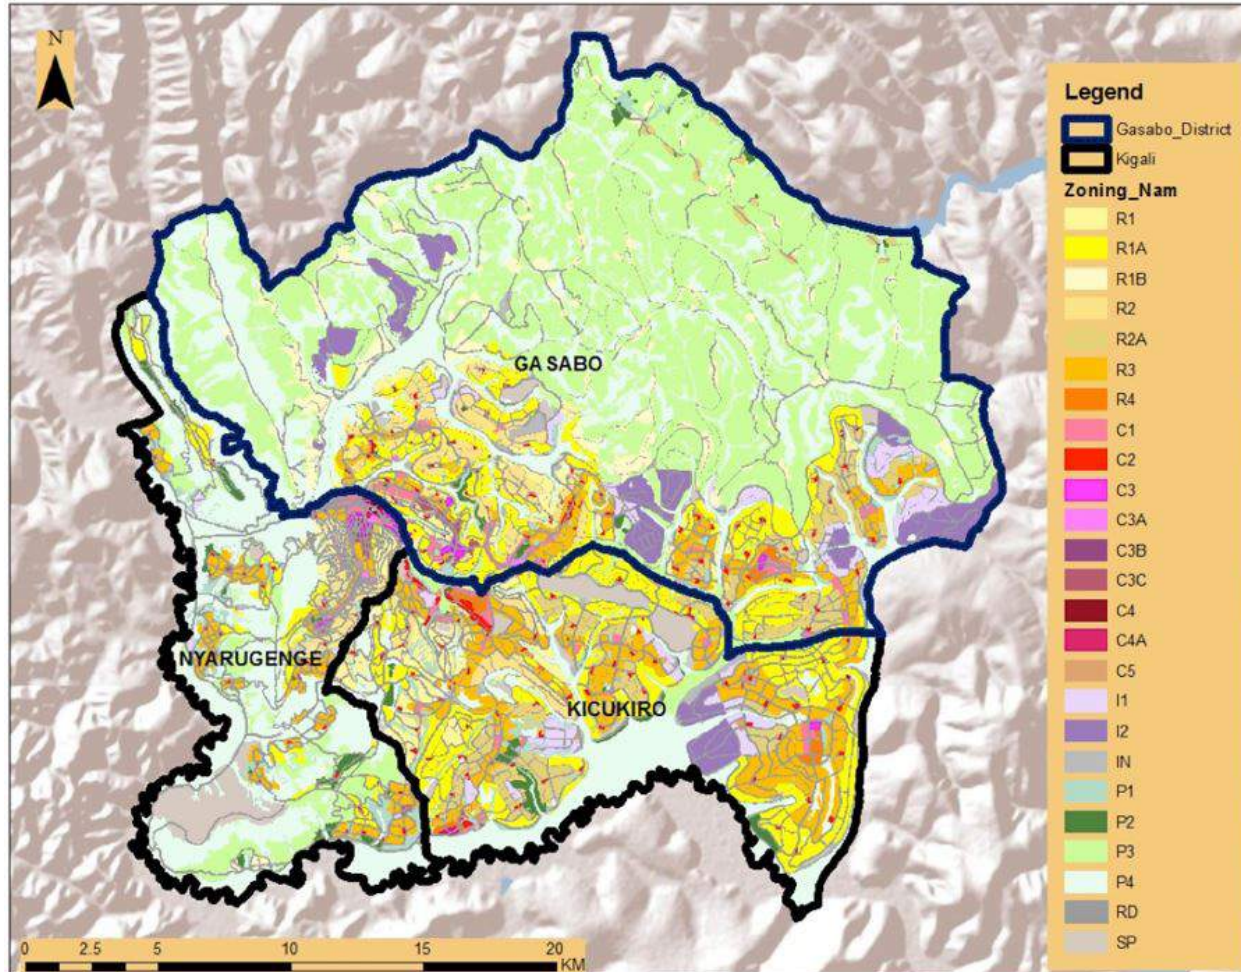 N
Legend
Gasabo_District
Kigali
Zoning_Nam
R1
R1A
R1B
R2
R2A
R3
R4
C1
C2
C3
C3A
C3B
C3C
C4
C4A
C5
I1
I2
IN
P1
P2
P3
P4
RD
SP
GA SABO
NYARUGENGE
KICUKIRO
0 2.5 5 10 15 20
KM